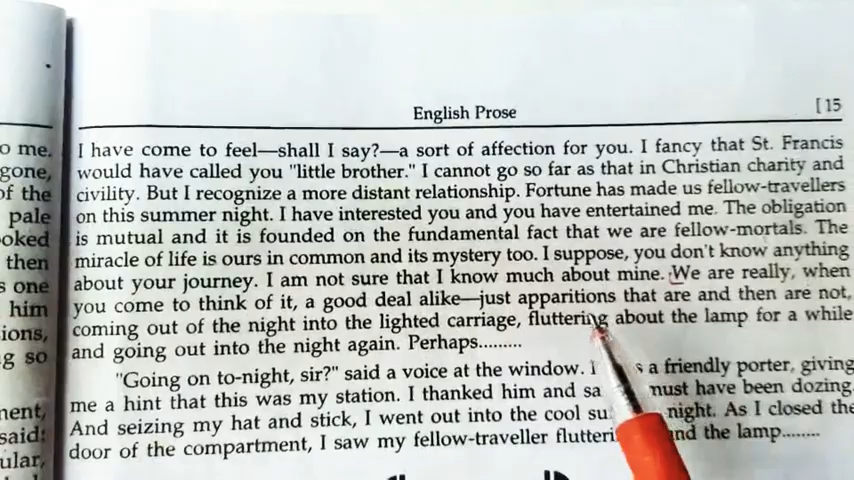 English Prose
[15
o me.
gone,
of the
pale
ooked
then
s one
him
ions,
g so
nent,
said:
ular,
I have come to feel—shall I say?—a sort of affection for you. I fancy that St. Francis
would have called you "little brother." I cannot go so far as that in Christian charity and
civility. But I recognize a more distant relationship. Fortune has made us fellow-travellers
on this summer night. I have interested you and you have entertained me. The obligation
is mutual and it is founded on the fundamental fact that we are fellow-mortals. The
miracle of life is ours in common and its mystery too. I suppose, you don't know anything
about your journey. I am not sure that I know much about mine. We are really, when
you come to think of it, a good deal alike—just apparitions that are and then are not,
coming out of the night into the lighted carriage, fluttering about the lamp for a while
and going out into the night again. Perhaps.........
"Going on to-night, sir?" said a voice at the window. I s a friendly porter, giving
me a hint that this was my station. I thanked him and sa must have been dozing.
And seizing my hat and stick, I went out into the cool su night. As I closed the
door of the compartment, I saw my fellow-traveller flutteri nd the lamp........